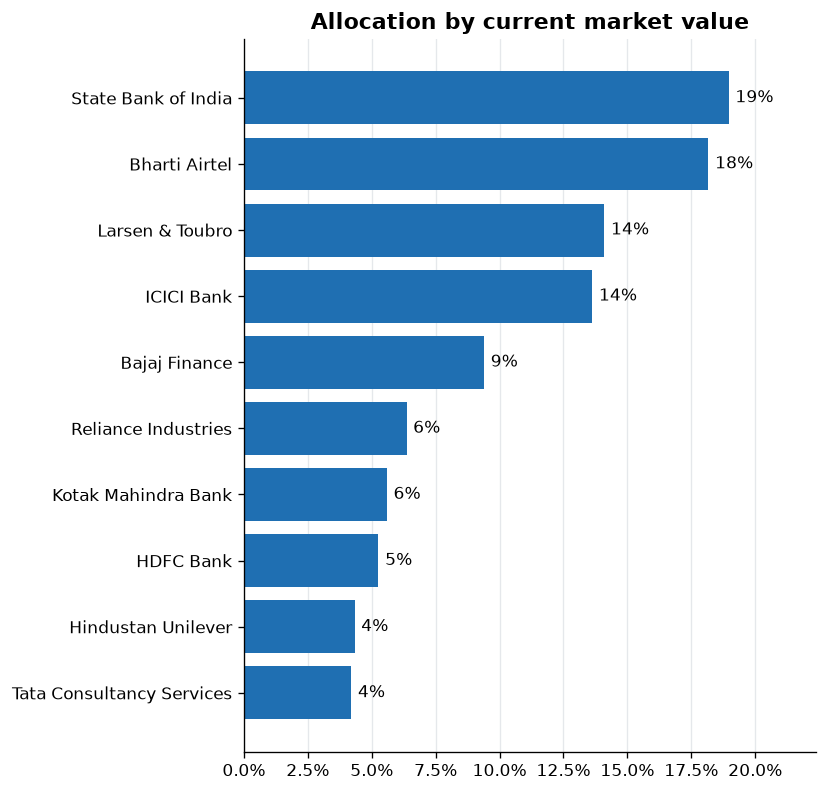 Allocation by current market value
State Bank of India 19%
Bharti Airtel 18%
Larsen & Toubro 14%
ICICI Bank 14%
Bajaj Finance 9%
Reliance Industries 6%
Kotak Mahindra Bank 6%
HDFC Bank 5%
Hindustan Unilever 4%
Tata Consultancy Services 4%
0.0% 2.5% 5.0% 7.5% 10.0% 12.5% 15.0% 17.5% 20.0%